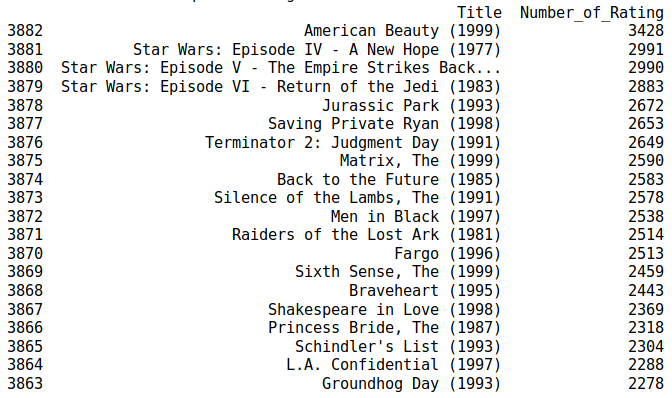 Title Number_of_Rating
3882 American Beauty (1999) 3428
3881 Star Wars: Episode IV - A New Hope (1977) 2991
3880 Star Wars: Episode V - The Empire Strikes Back... 2990
3879 Star Wars: Episode VI - Return of the Jedi (1983) 2883
3878 Jurassic Park (1993) 2672
3877 Saving Private Ryan (1998) 2653
3876 Terminator 2: Judgment Day (1991) 2649
3875 Matrix, The (1999) 2590
3874 Back to the Future (1985) 2583
3873 Silence of the Lambs, The (1991) 2578
3872 Men in Black (1997) 2538
3871 Raiders of the Lost Ark (1981) 2514
3870 Fargo (1996) 2513
3869 Sixth Sense, The (1999) 2459
3868 Braveheart (1995) 2443
3867 Shakespeare in Love (1998) 2369
3866 Princess Bride, The (1987) 2318
3865 Schindler's List (1993) 2304
3864 L.A. Confidential (1997) 2288
3863 Groundhog Day (1993) 2278